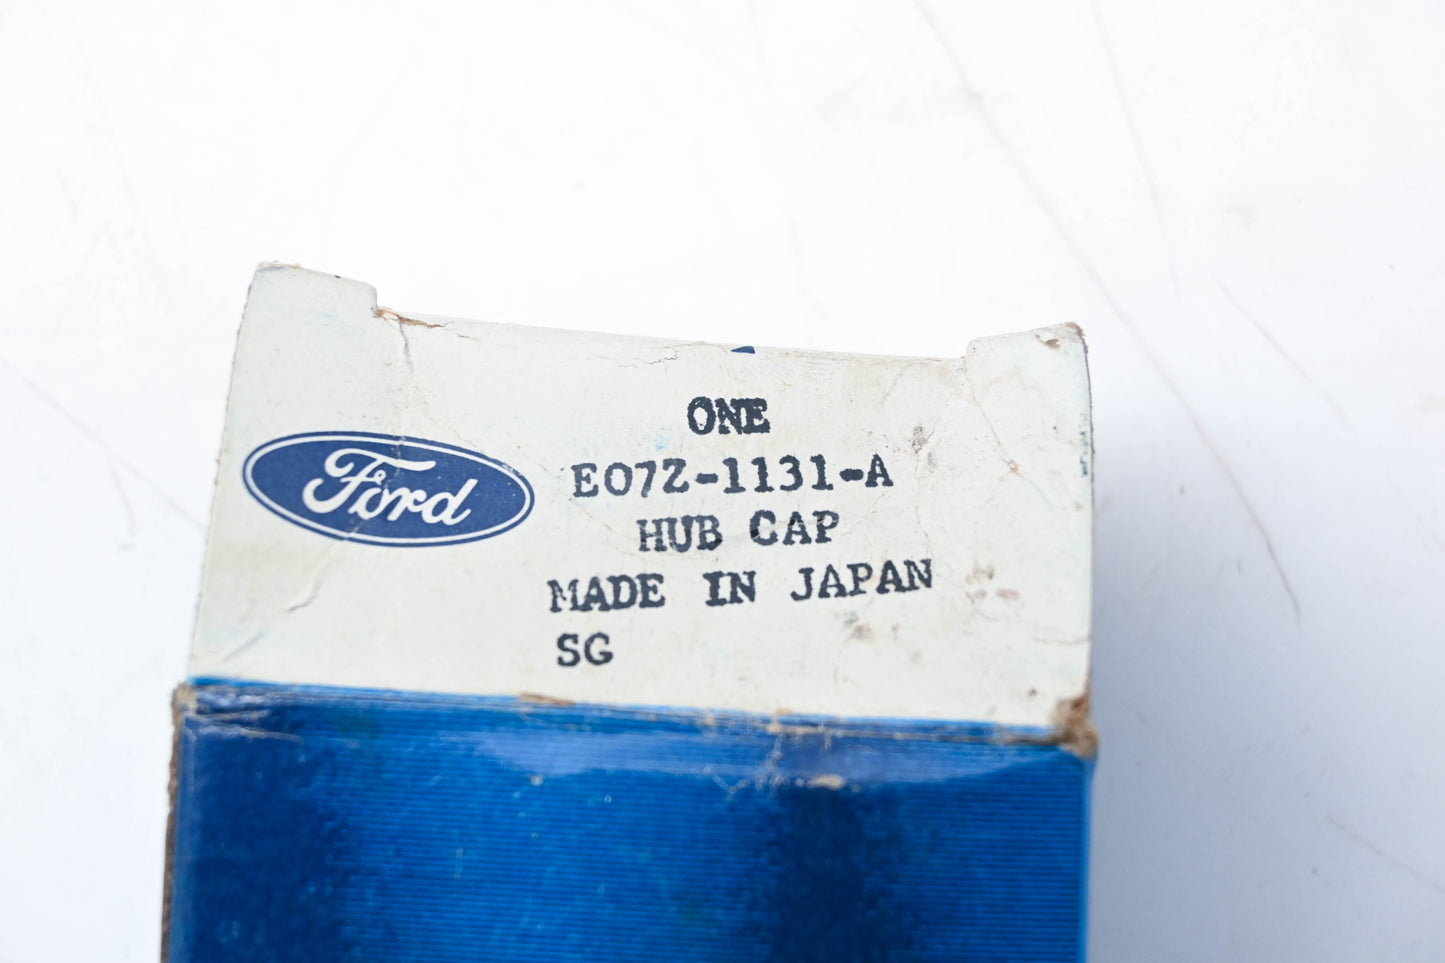 Ford
ONE
E07Z-1131-A
HUB CAP
MADE IN JAPAN
SG